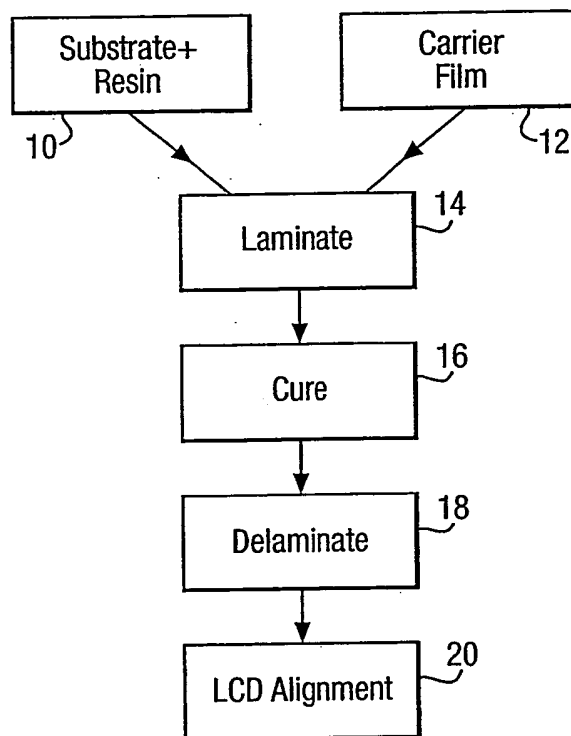 Substrate+
Resin
10
Carrier
Film
12
Laminate
14
Cure
16
Delaminate
18
LCD Alignment
20